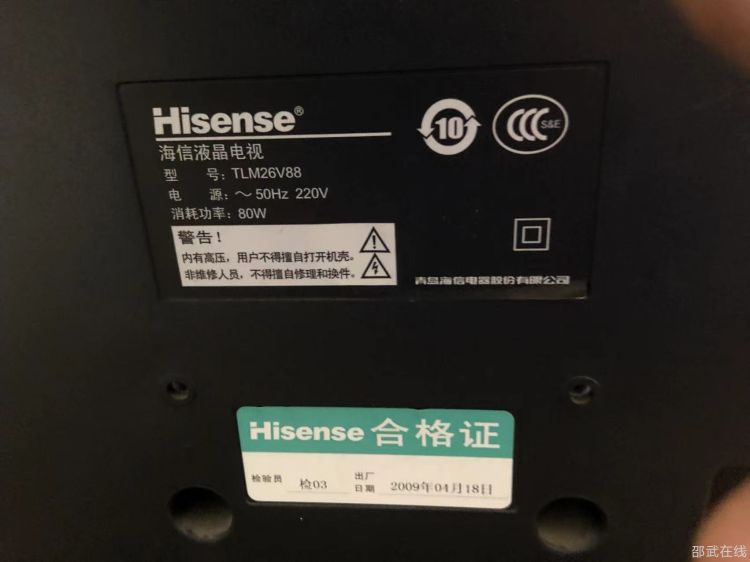 Hisense®
海信液晶电视
型 号: TLM26V88
电 源: ～50Hz 220V
消耗功率: 80W
警告!
内有高压，用户不得擅自打开机壳。
非维修人员，不得擅自修理和换件。
10
CCC S&E
青岛海信电器股份有限公司
Hisense 合格证
检验员 检03 出厂日期 2009年04月18日
邵武在线